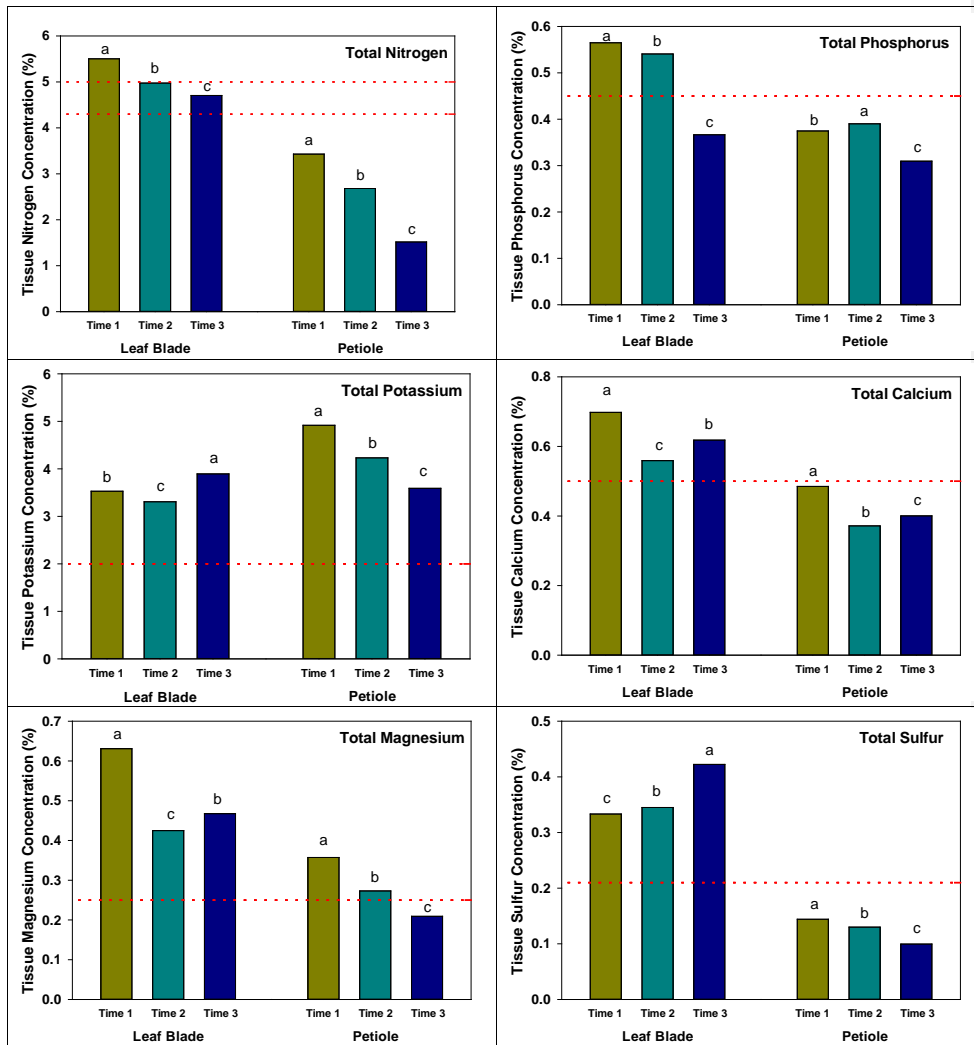 Total Nitrogen
Tissue Nitrogen Concentration (%)
6
5
4
3
2
1
0
a
b
c
a
b
c
Time 1 Time 2 Time 3 Time 1 Time 2 Time 3
Leaf Blade Petiole
Total Phosphorus
Tissue Phosphorus Concentration (%)
0.6
0.5
0.4
0.3
0.2
0.1
0.0
a
b
c
b
a
c
Time 1 Time 2 Time 3 Time 1 Time 2 Time 3
Leaf Blade Petiole
Total Potassium
Tissue Potassium Concentration (%)
6
5
4
3
2
1
0
b
c
a
a
b
c
Time 1 Time 2 Time 3 Time 1 Time 2 Time 3
Leaf Blade Petiole
Total Calcium
Tissue Calcium Concentration (%)
0.8
0.6
0.4
0.2
0.0
a
c
b
a
b
c
Time 1 Time 2 Time 3 Time 1 Time 2 Time 3
Leaf Blade Petiole
Total Magnesium
Tissue Magnesium Concentration (%)
0.7
0.6
0.5
0.4
0.3
0.2
0.1
0.0
a
c
b
a
b
c
Time 1 Time 2 Time 3 Time 1 Time 2 Time 3
Leaf Blade Petiole
Total Sulfur
Tissue Sulfur Concentration (%)
0.5
0.4
0.3
0.2
0.1
0.0
c
b
a
a
b
c
Time 1 Time 2 Time 3 Time 1 Time 2 Time 3
Leaf Blade Petiole